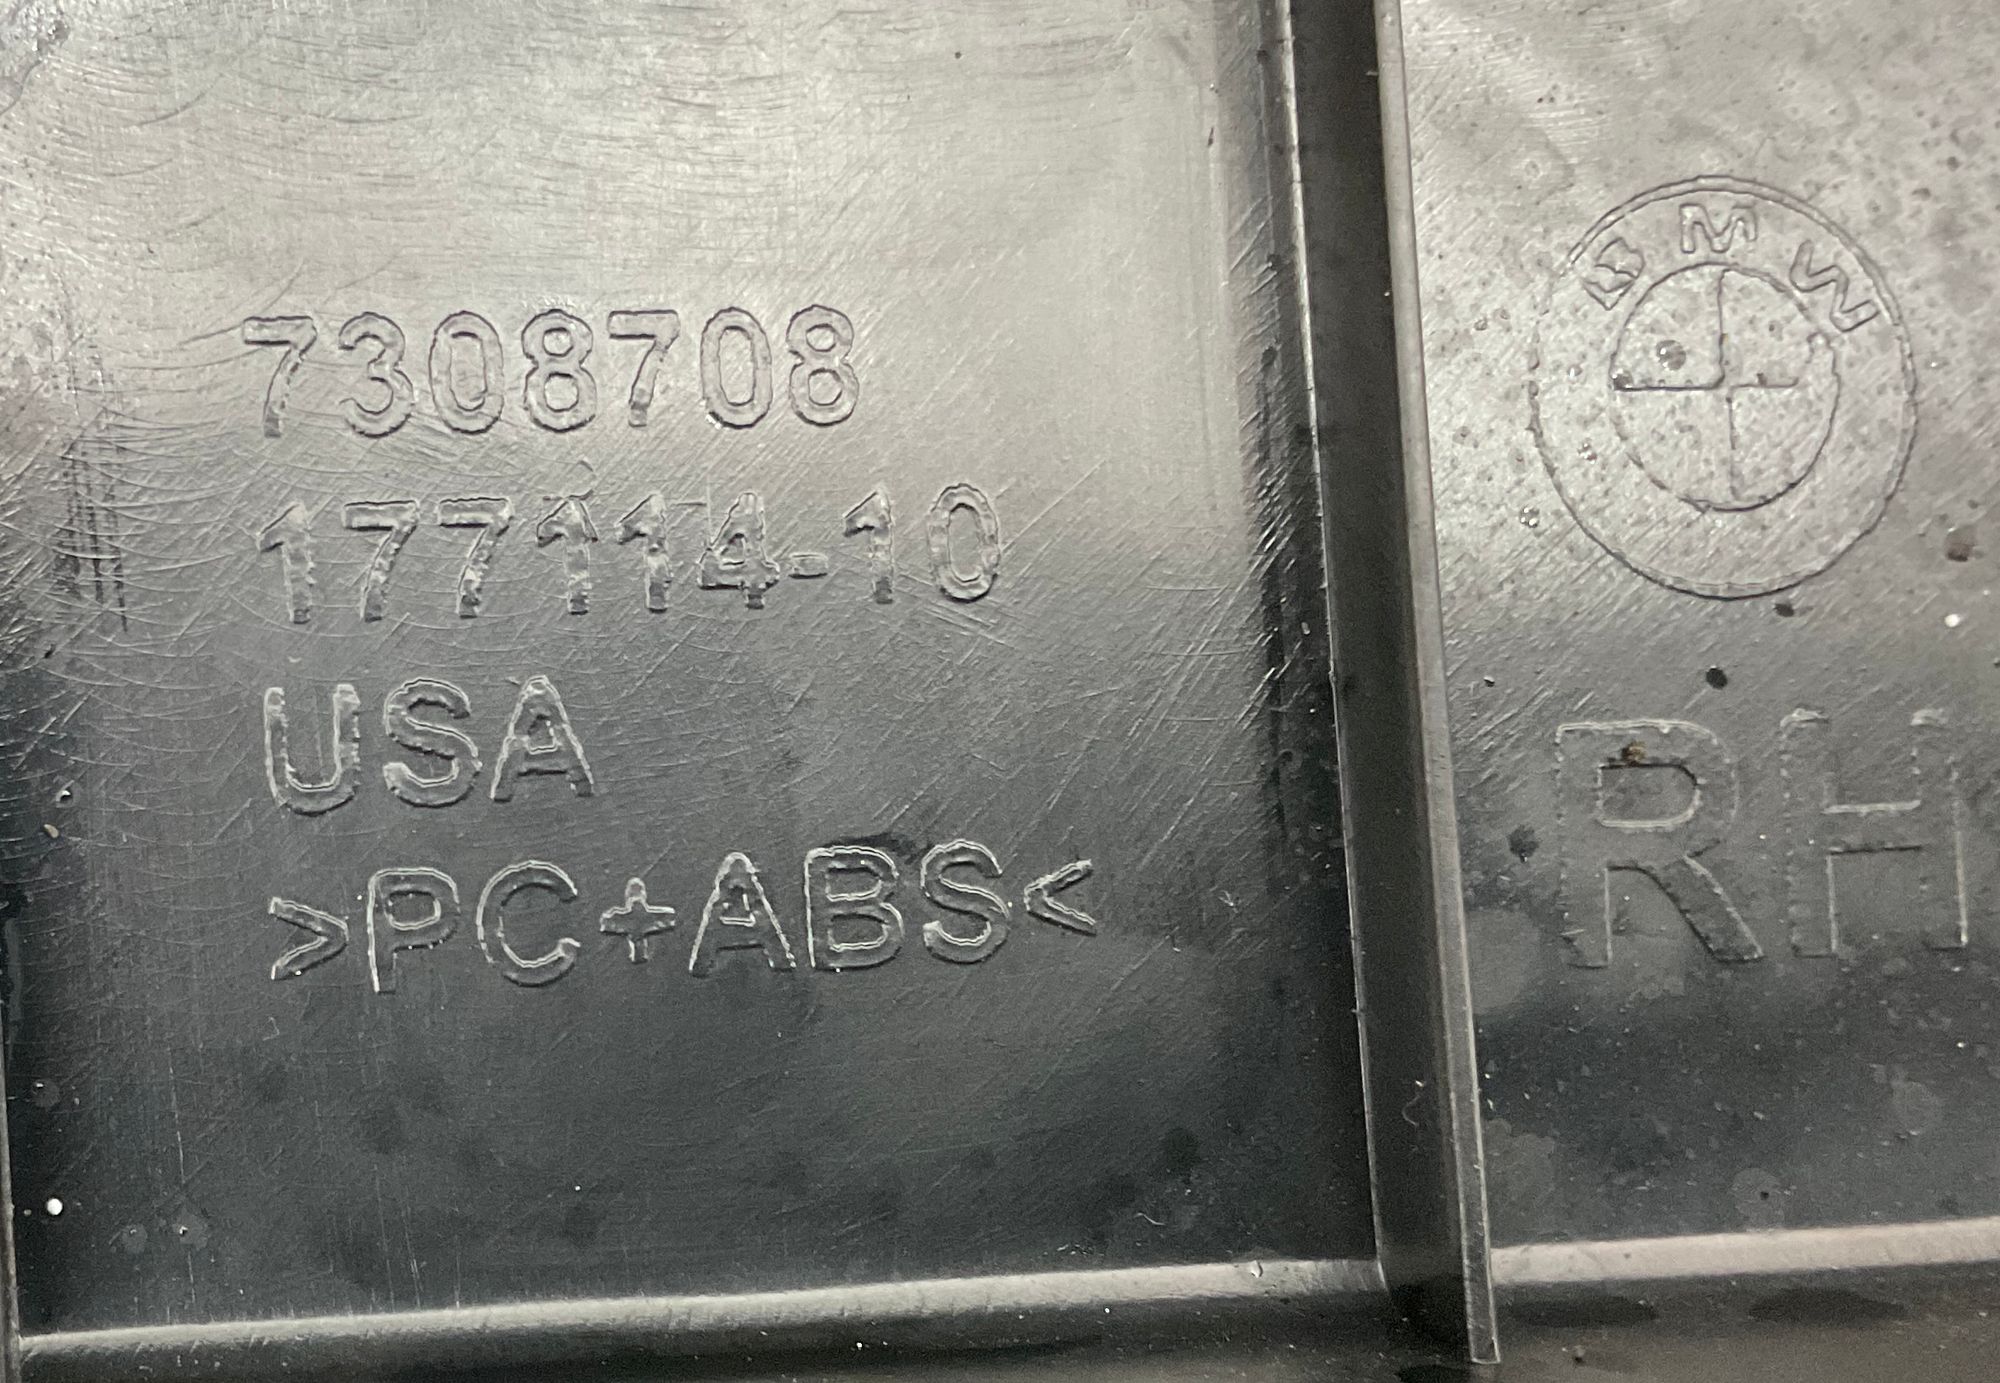 7308708
177114-10
USA
>PC+ABS<
BMW
RH